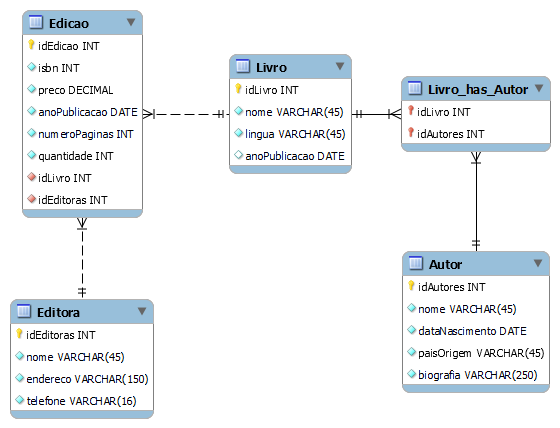 Edicao
idEdicao INT
isbn INT
preco DECIMAL
anoPublicacao DATE
numeroPaginas INT
quantidade INT
idLivro INT
idEditoras INT
Livro
idLivro INT
nome VARCHAR(45)
lingua VARCHAR(45)
anoPublicacao DATE
Livro_has_Autor
idLivro INT
idAutores INT
Editora
idEditoras INT
nome VARCHAR(45)
endereco VARCHAR(150)
telefone VARCHAR(16)
Autor
idAutores INT
nome VARCHAR(45)
dataNascimento DATE
paisOrigem VARCHAR(45)
biografia VARCHAR(250)